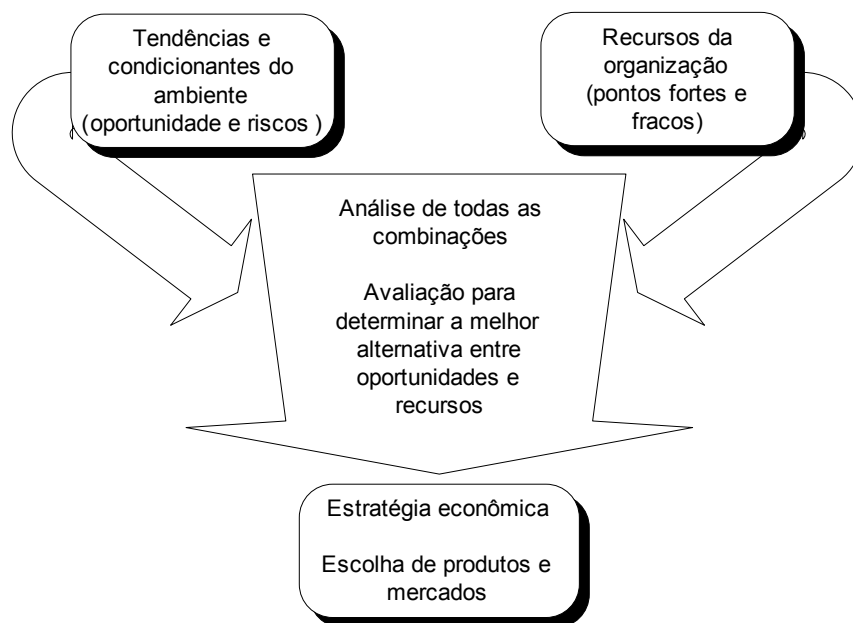 Tendências e
condicionantes do
ambiente
(oportunidade e riscos )
Recursos da
organização
(pontos fortes e
fracos)
Análise de todas as
combinações
Avaliação para
determinar a melhor
alternativa entre
oportunidades e
recursos
Estratégia econômica
Escolha de produtos e
mercados